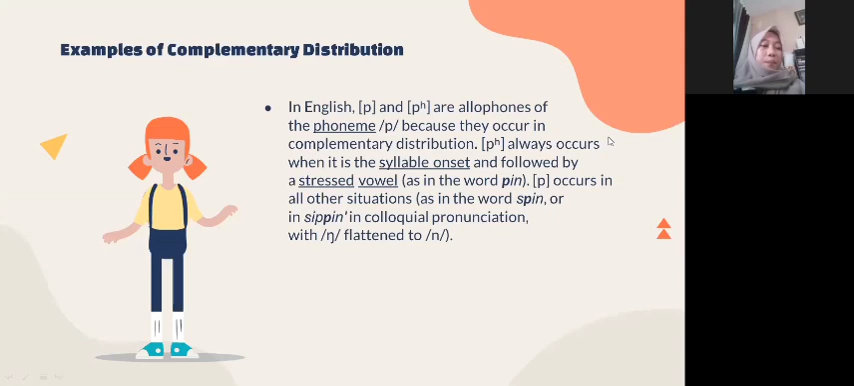 Examples of Complementary Distribution
● In English, [p] and [pʰ] are allophones of
the phoneme /p/ because they occur in
complementary distribution. [pʰ] always occurs
when it is the syllable onset and followed by
a stressed vowel (as in the word pin). [p] occurs in
all other situations (as in the word spin, or
in sippin' in colloquial pronunciation,
with /ŋ/ flattened to /n/).